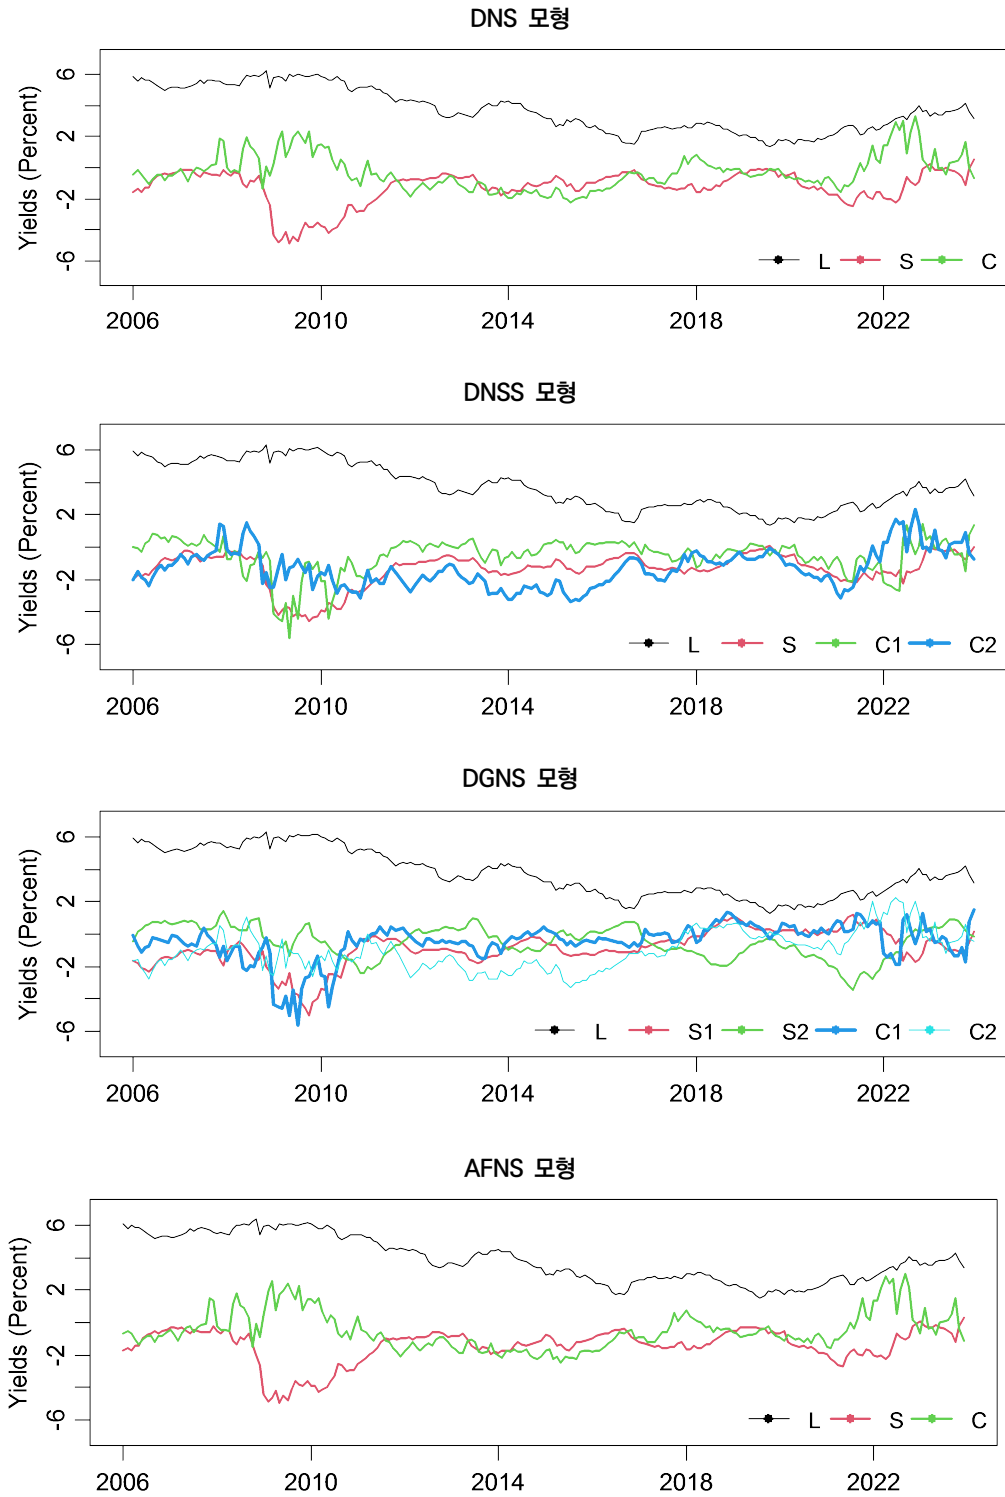 DNS 모형
Yields (Percent)
6
2
-2
-6
L S C
2006 2010 2014 2018 2022
DNSS 모형
Yields (Percent)
6
2
-2
-6
L S C1 C2
2006 2010 2014 2018 2022
DGNS 모형
Yields (Percent)
6
2
-2
-6
L S1 S2 C1 C2
2006 2010 2014 2018 2022
AFNS 모형
Yields (Percent)
6
2
-2
-6
L S C
2006 2010 2014 2018 2022